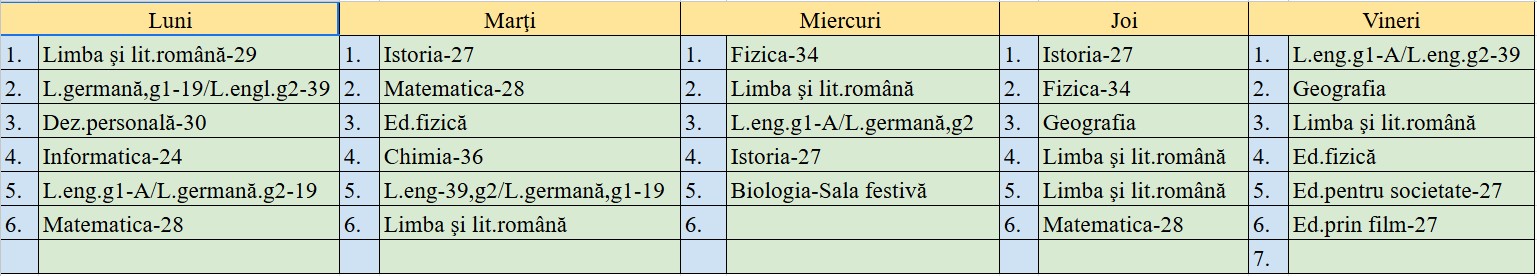 Luni Marţi Miercuri Joi Vineri
1. Limba şi lit.română-29 1. Istoria-27 1. Fizica-34 1. Istoria-27 1. L.eng.g1-A/L.eng.g2-39
2. L.germană,g1-19/L.engl.g2-39 2. Matematica-28 2. Limba şi lit.română 2. Fizica-34 2. Geografia
3. Dez.personală-30 3. Ed.fizică 3. L.eng.g1-A/L.germană,g2 3. Geografia 3. Limba şi lit.română
4. Informatica-24 4. Chimia-36 4. Istoria-27 4. Limba şi lit.română 4. Ed.fizică
5. L.eng.g1-A/L.germană.g2-19 5. L.eng-39,g2/L.germană,g1-19 5. Biologia-Sala festivă 5. Limba şi lit.română 5. Ed.pentru societate-27
6. Matematica-28 6. Limba şi lit.română 6. 6. Matematica-28 6. Ed.prin film-27
7.